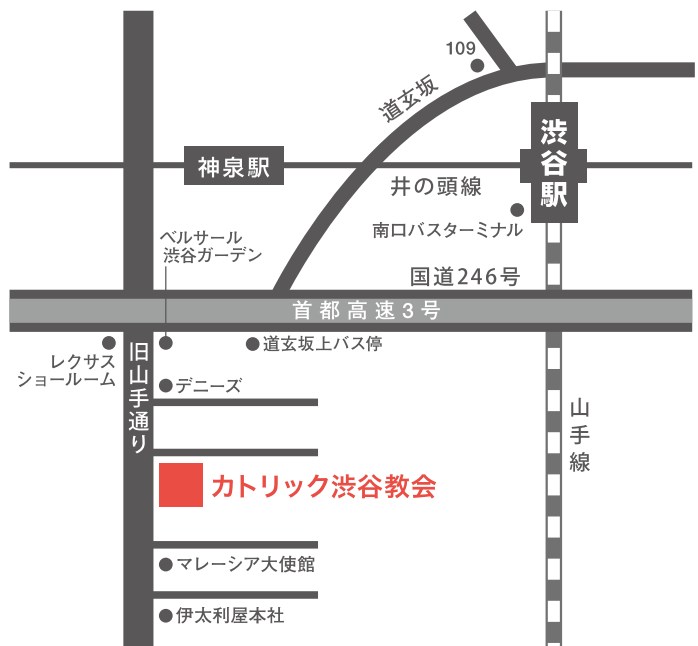 109
道玄坂
渋谷駅
神泉駅
井の頭線
南口バスターミナル
ベルサール
渋谷ガーデン
国道246号
首都高速3号
レクサス
ショールーム
旧山手通り
道玄坂上バス停
デニーズ
山手線
カトリック渋谷教会
マレーシア大使館
伊太利屋本社